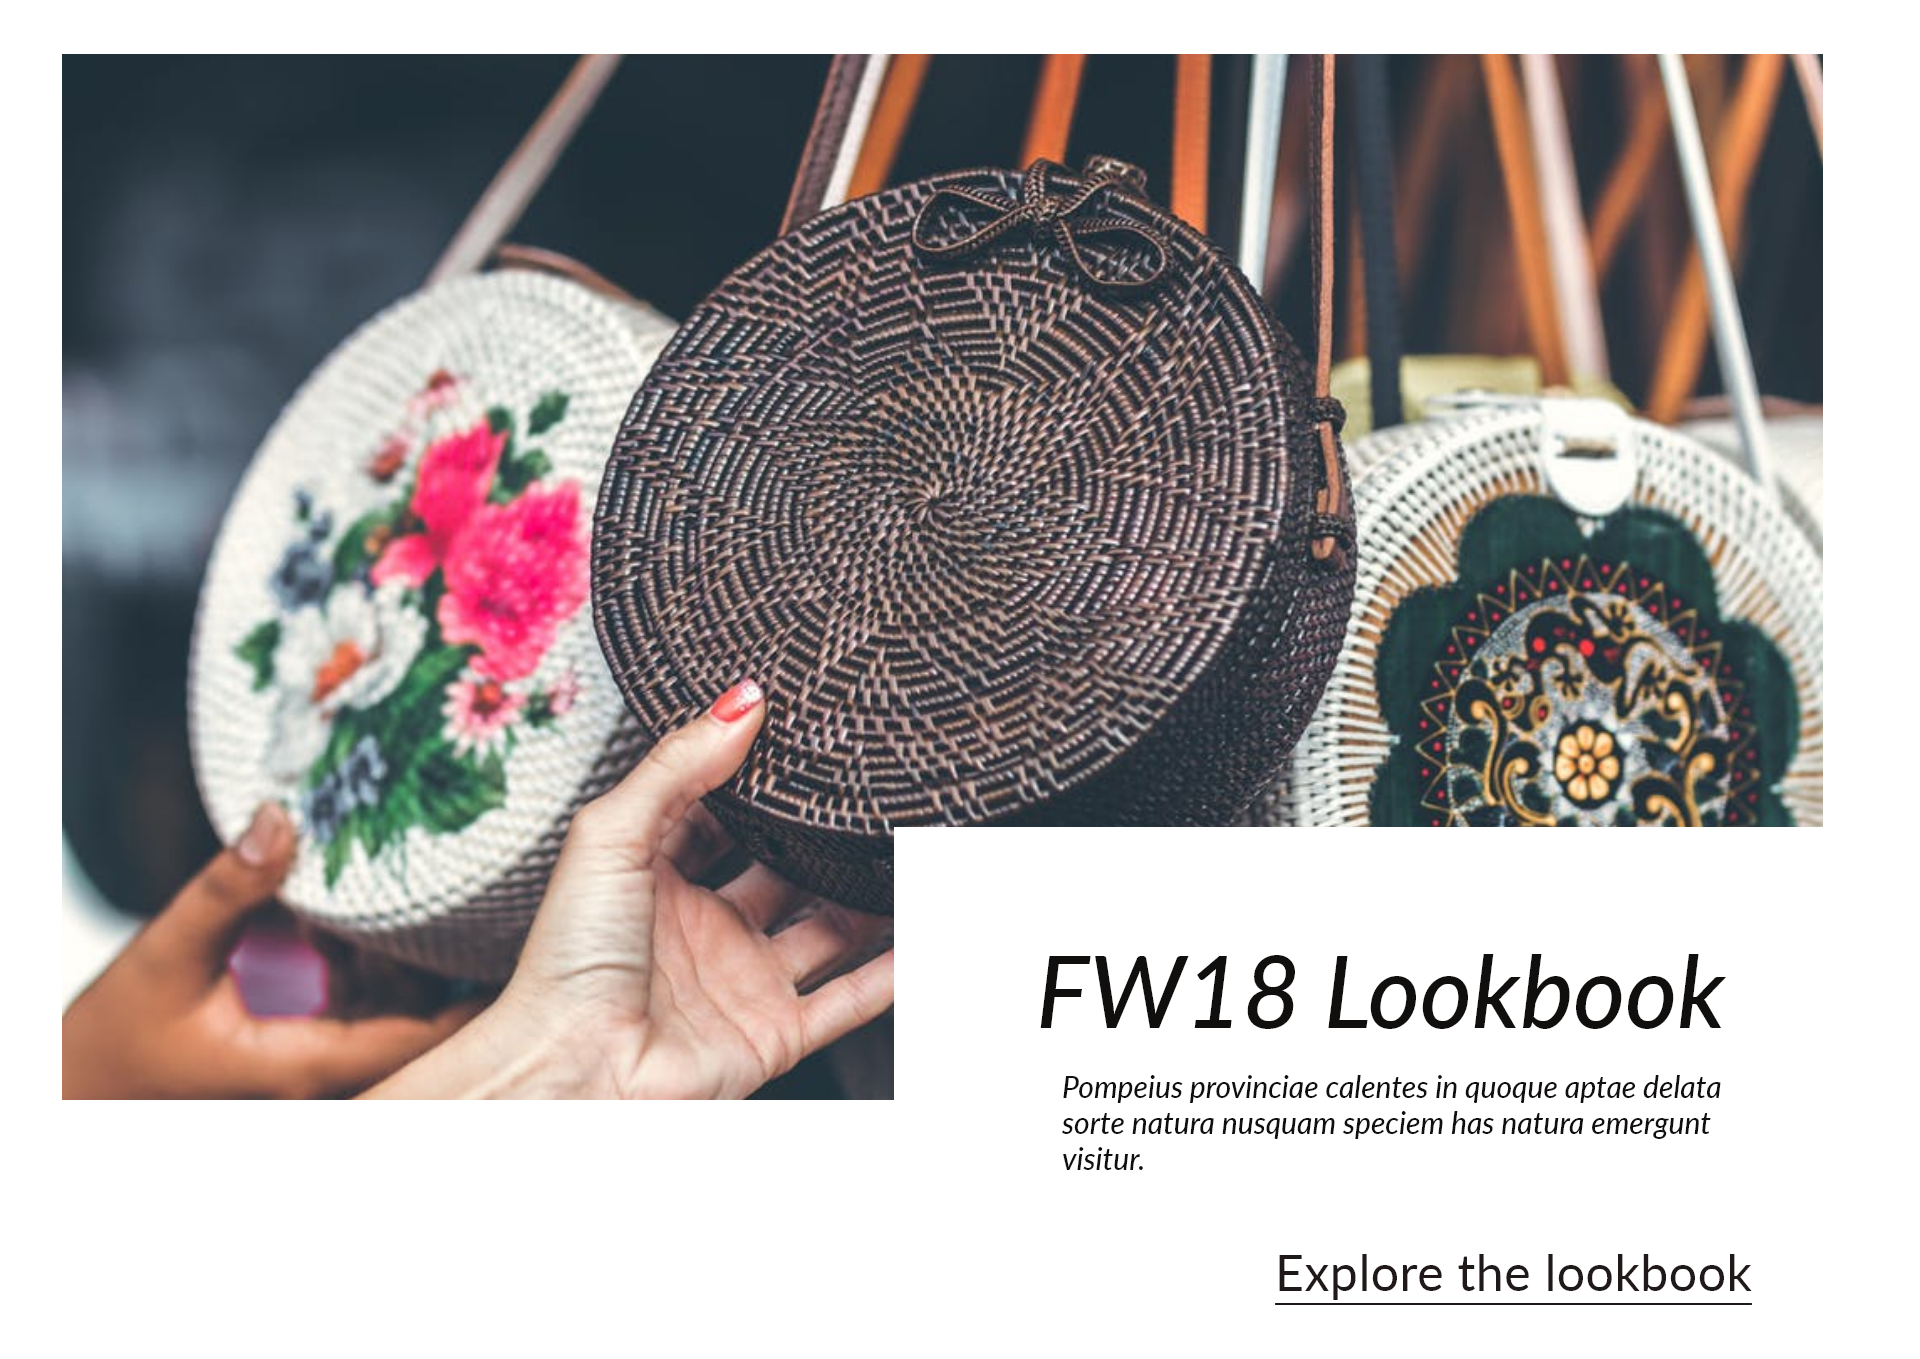 FW18 Lookbook
Pompeius provinciae calentes in quoque aptae delata
sorte natura nusquam speciem has natura emergunt
visitur.
Explore the lookbook